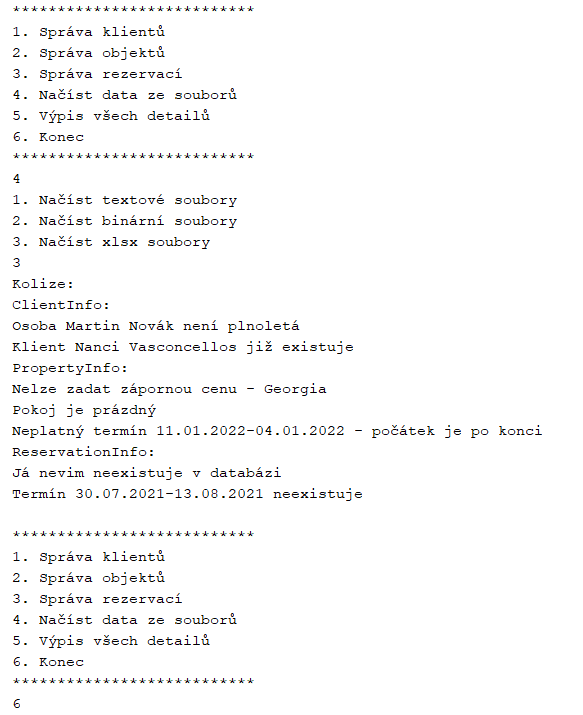 ***************************
1. Správa klientů
2. Správa objektů
3. Správa rezervací
4. Načíst data ze souborů
5. Výpis všech detailů
6. Konec
***************************
4
1. Načíst textové soubory
2. Načíst binární soubory
3. Načíst xlsx soubory
3
Kolize:
ClientInfo:
Osoba Martin Novák není plnoletá
Klient Nanci Vasconcellos již existuje
PropertyInfo:
Nelze zadat zápornou cenu - Georgia
Pokoj je prázdný
Neplatný termín 11.01.2022-04.01.2022 - počátek je po konci
ReservationInfo:
Já nevim neexistuje v databázi
Termín 30.07.2021-13.08.2021 neexistuje
***************************
1. Správa klientů
2. Správa objektů
3. Správa rezervací
4. Načíst data ze souborů
5. Výpis všech detailů
6. Konec
***************************
6